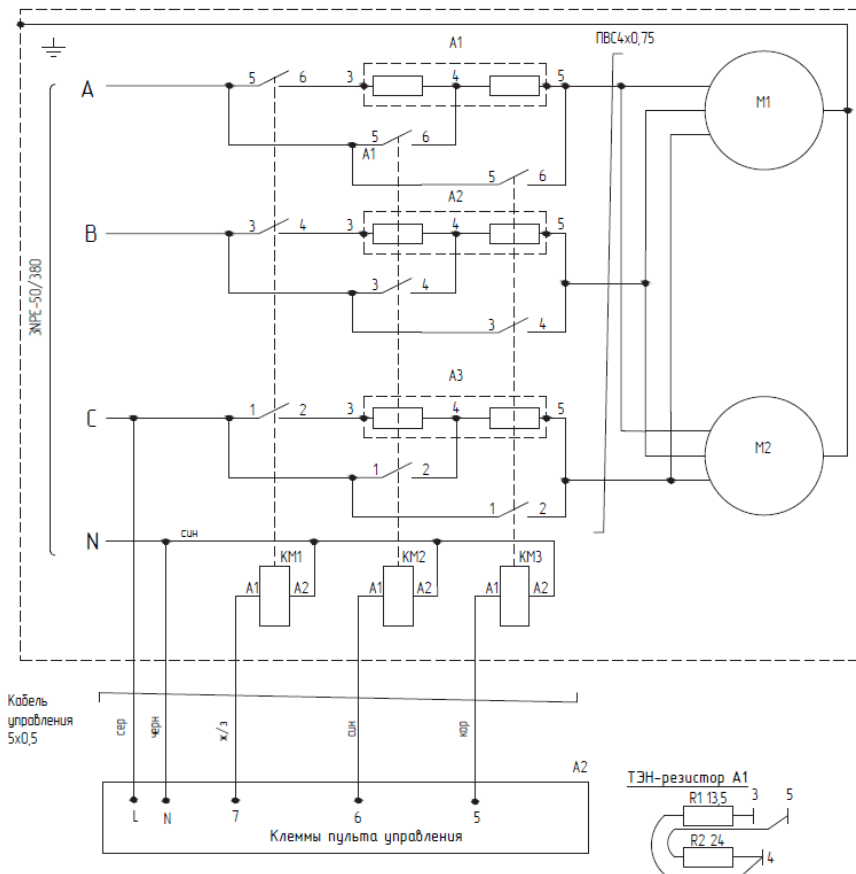 A1
ПВС4х0,75
A
5 6 3 4 5
M1
5 6
A1
5 6
A2
B
3 4 3 4 5
3 4
3 4
3NPE~50/380
A3
C
1 2 3 4 5
M2
1 2
1 2
N
син
KM1 KM2 KM3
A1 A2 A1 A2 A1 A2
Кабель
управления
5х0,5
сер
черн
ж/з
син
кор
A2
L N 7 6 5
Клеммы пульта управления
ТЭН-резистор А1
R1 13,5 3 5
R2 24
4